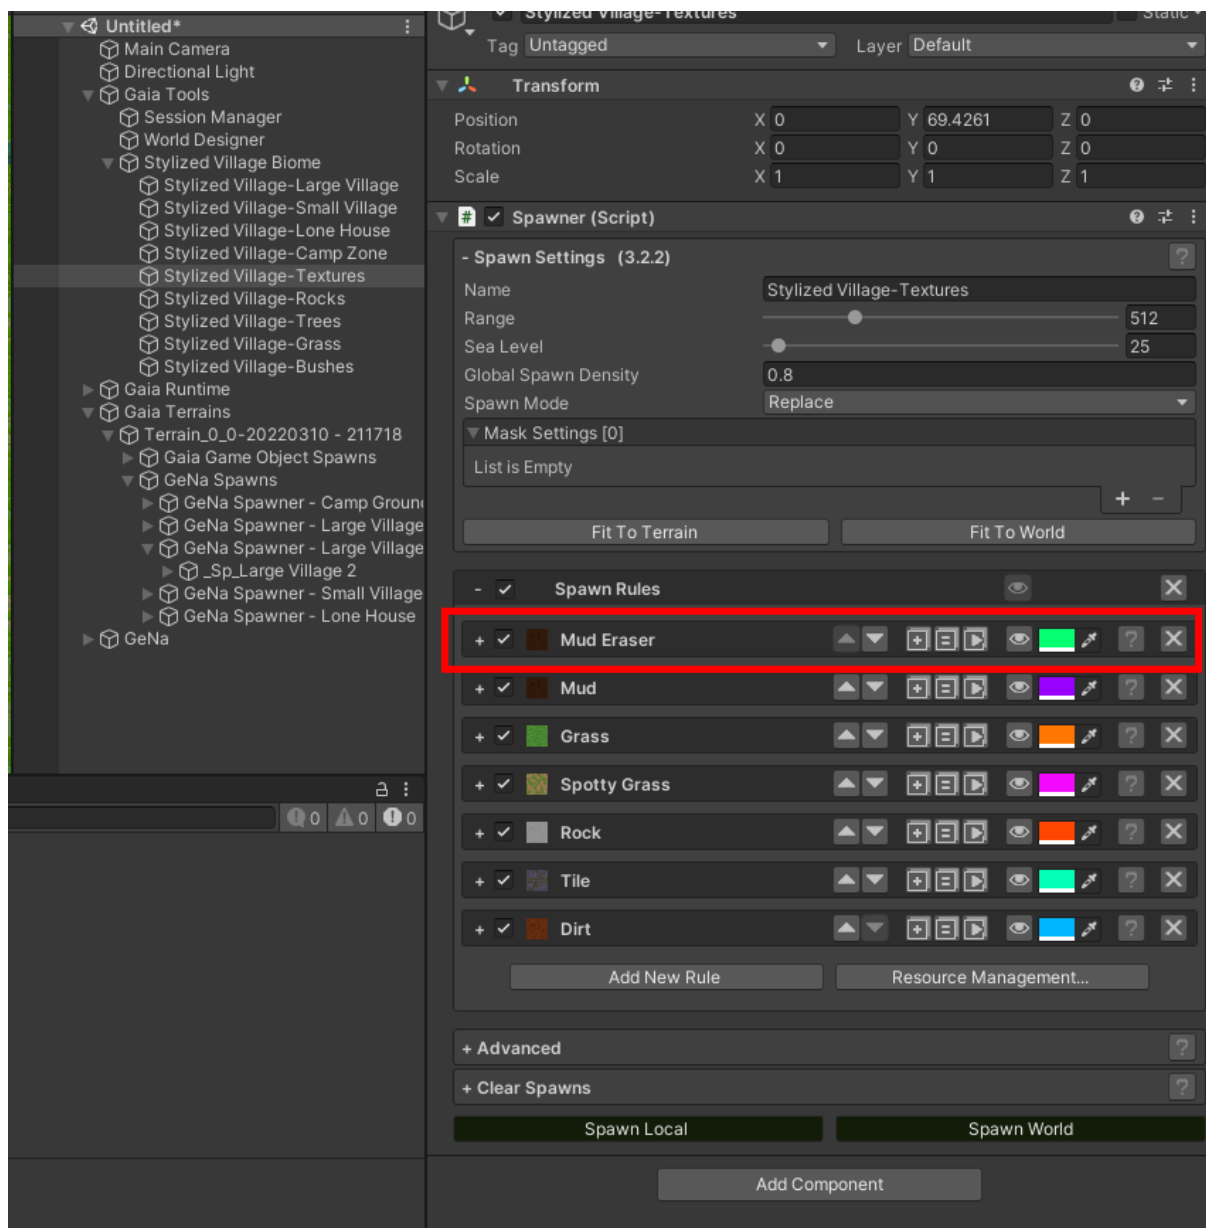 Untitled*
Main Camera
Directional Light
Gaia Tools
Session Manager
World Designer
Stylized Village Biome
Stylized Village-Large Village
Stylized Village-Small Village
Stylized Village-Lone House
Stylized Village-Camp Zone
Stylized Village-Textures
Stylized Village-Rocks
Stylized Village-Trees
Stylized Village-Grass
Stylized Village-Bushes
Gaia Runtime
Gaia Terrains
Terrain_0_0-20220310 - 211718
Gaia Game Object Spawns
GeNa Spawns
GeNa Spawner - Camp Groun
GeNa Spawner - Large Village
GeNa Spawner - Large Village
_Sp_Large Village 2
GeNa Spawner - Small Village
GeNa Spawner - Lone House
GeNa
0 0 0
Stylized Village-Textures Static
Tag Untagged Layer Default
Transform
Position X 0 Y 69.4261 Z 0
Rotation X 0 Y 0 Z 0
Scale X 1 Y 1 Z 1
# Spawner (Script)
- Spawn Settings (3.2.2) ?
Name Stylized Village-Textures
Range 512
Sea Level 25
Global Spawn Density 0.8
Spawn Mode Replace
Mask Settings [0]
List is Empty
+ -
Fit To Terrain Fit To World
- Spawn Rules X
+ Mud Eraser ? X
+ Mud ? X
+ Grass ? X
+ Spotty Grass ? X
+ Rock ? X
+ Tile ? X
+ Dirt ? X
Add New Rule Resource Management...
+ Advanced ?
+ Clear Spawns ?
Spawn Local Spawn World
Add Component